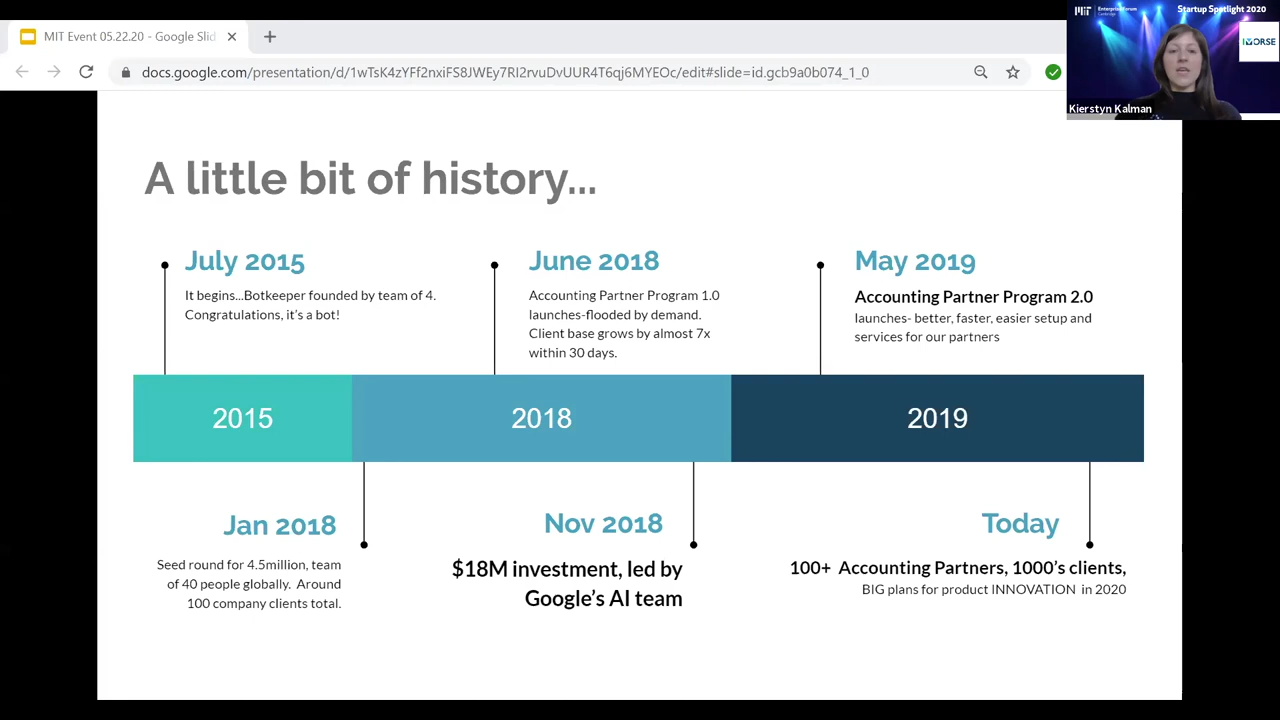 MIT Event 05.22.20 - Google Slid
docs.google.com/presentation/d/1wTsK4zYFf2nxiFS8JWEy7RI2rvuDvUUR4T6qj6MYEOc/edit#slide=id.gcb9a0b074_1_0
MIT Enterprise Forum
Cambridge
Startup Spotlight 2020
MORSE
Kierstyn Kalman
A little bit of history...
July 2015
It begins...Botkeeper founded by team of 4.
Congratulations, it's a bot!
June 2018
Accounting Partner Program 1.0
launches-flooded by demand.
Client base grows by almost 7x
within 30 days.
May 2019
Accounting Partner Program 2.0
launches- better, faster, easier setup and
services for our partners
2015
2018
2019
Jan 2018
Seed round for 4.5million, team
of 40 people globally. Around
100 company clients total.
Nov 2018
$18M investment, led by
Google's AI team
Today
100+ Accounting Partners, 1000's clients,
BIG plans for product INNOVATION in 2020